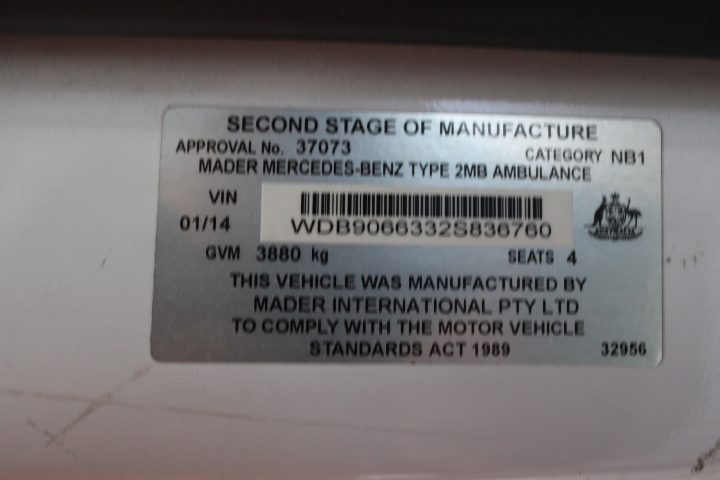 SECOND STAGE OF MANUFACTURE
APPROVAL No. 37073 CATEGORY NB1
MADER MERCEDES-BENZ TYPE 2MB AMBULANCE
VIN
01/14 WDB9066332S836760
GVM 3880 kg SEATS 4
THIS VEHICLE WAS MANUFACTURED BY
MADER INTERNATIONAL PTY LTD
TO COMPLY WITH THE MOTOR VEHICLE
STANDARDS ACT 1989 32956